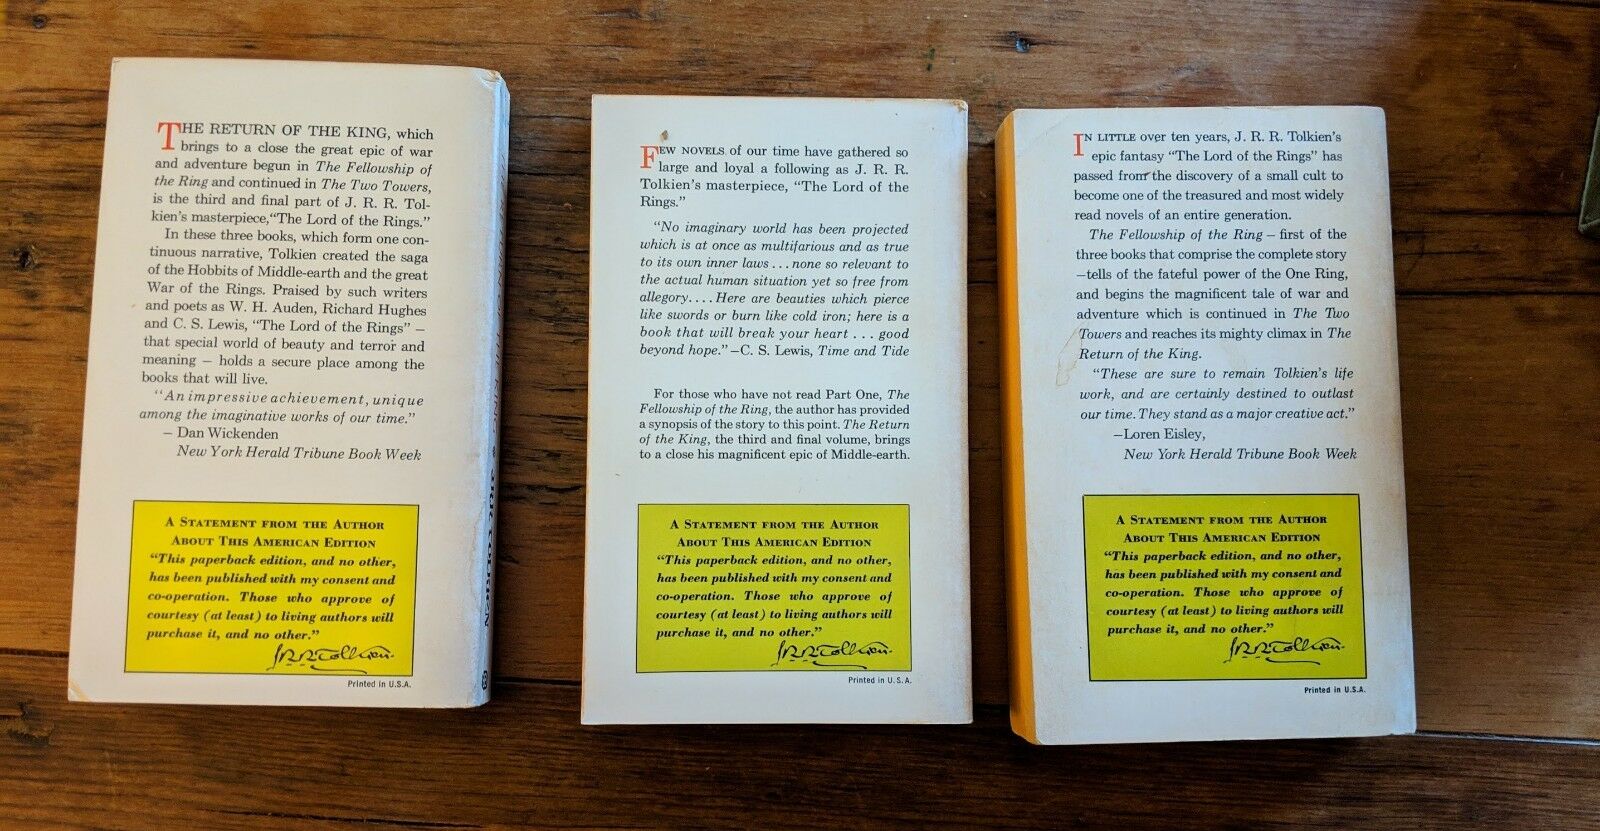 THE RETURN OF THE KING, which
brings to a close the great epic of war
and adventure begun in The Fellowship of
the Ring and continued in The Two Towers,
is the third and final part of J. R. R. Tol-
kien's masterpiece,"The Lord of the Rings."
In these three books, which form one con-
tinuous narrative, Tolkien created the saga
of the Hobbits of Middle-earth and the great
War of the Rings. Praised by such writers
and poets as W. H. Auden, Richard Hughes
and C. S. Lewis, "The Lord of the Rings" —
that special world of beauty and terror and
meaning — holds a secure place among the
books that will live.
"An impressive achievement, unique
among the imaginative works of our time."
— Dan Wickenden
New York Herald Tribune Book Week
A STATEMENT FROM THE AUTHOR
ABOUT THIS AMERICAN EDITION
"This paperback edition, and no other,
has been published with my consent and
co-operation. Those who approve of
courtesy (at least) to living authors will
purchase it, and no other."
J.R.R. Tolkien
Printed in U.S.A.
FEW NOVELS of our time have gathered so
large and loyal a following as J. R. R.
Tolkien's masterpiece, "The Lord of the
Rings."
"No imaginary world has been projected
which is at once as multifarious and as true
to its own inner laws . . . none so relevant to
the actual human situation yet so free from
allegory. . . . Here are beauties which pierce
like swords or burn like cold iron; here is a
book that will break your heart . . . good
beyond hope." —C. S. Lewis, Time and Tide
For those who have not read Part One, The
Fellowship of the Ring, the author has provided
a synopsis of the story to this point. The Return
of the King, the third and final volume, brings
to a close his magnificent epic of Middle-earth.
A STATEMENT FROM THE AUTHOR
ABOUT THIS AMERICAN EDITION
"This paperback edition, and no other,
has been published with my consent and
co-operation. Those who approve of
courtesy (at least) to living authors will
purchase it, and no other."
J.R.R. Tolkien
Printed in U.S.A.
IN LITTLE over ten years, J. R. R. Tolkien's
epic fantasy "The Lord of the Rings" has
passed from the discovery of a small cult to
become one of the treasured and most widely
read novels of an entire generation.
The Fellowship of the Ring — first of the
three books that comprise the complete story
—tells of the fateful power of the One Ring,
and begins the magnificent tale of war and
adventure which is continued in The Two
Towers and reaches its mighty climax in The
Return of the King.
"These are sure to remain Tolkien's life
work, and are certainly destined to outlast
our time. They stand as a major creative act."
—Loren Eisley,
New York Herald Tribune Book Week
A STATEMENT FROM THE AUTHOR
ABOUT THIS AMERICAN EDITION
"This paperback edition, and no other,
has been published with my consent and
co-operation. Those who approve of
courtesy (at least) to living authors will
purchase it, and no other."
J.R.R. Tolkien
Printed in U.S.A.